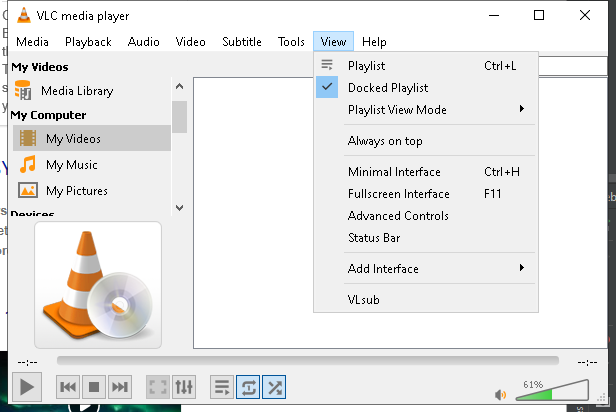 VLC media player
Media Playback Audio Video Subtitle Tools View Help
My Videos
Media Library
My Computer
My Videos
My Music
My Pictures
Devices
Playlist Ctrl+L
Docked Playlist
Playlist View Mode
Always on top
Minimal Interface Ctrl+H
Fullscreen Interface F11
Advanced Controls
Status Bar
Add Interface
VLsub
--:-- --:--
61%